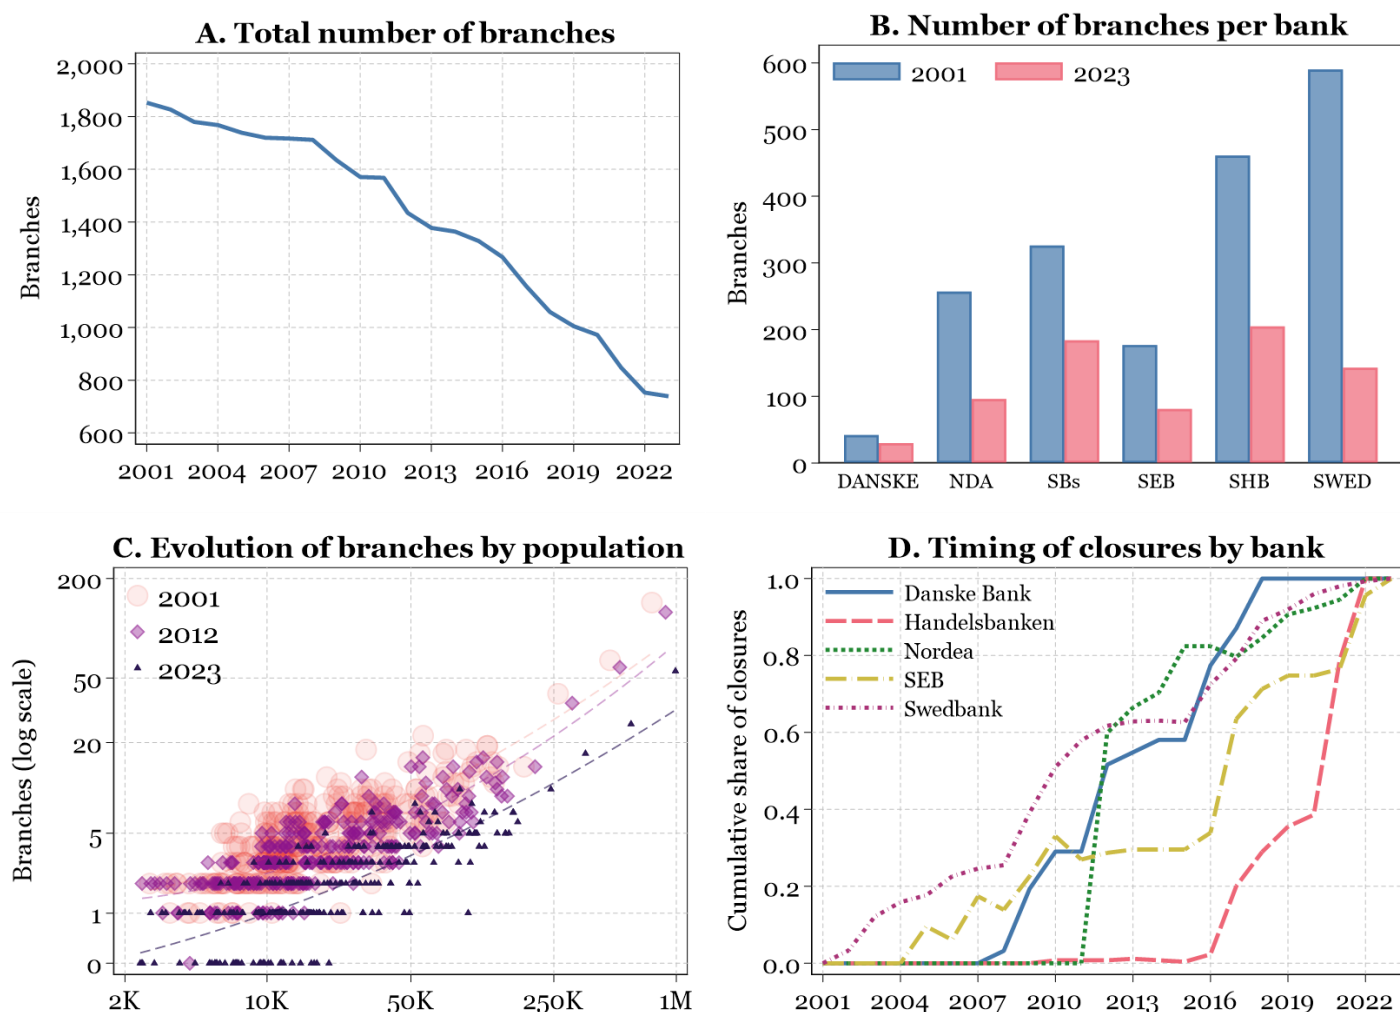 A. Total number of branches
Branches
2,000
1,800
1,600
1,400
1,200
1,000
800
600
2001 2004 2007 2010 2013 2016 2019 2022
B. Number of branches per bank
Branches
2001 2023
600
500
400
300
200
100
0
DANSKE NDA SBs SEB SHB SWED
C. Evolution of branches by population
Branches (log scale)
200
50
20
5
1
0
2001
2012
2023
2K 10K 50K 250K 1M
D. Timing of closures by bank
Cumulative share of closures
1.0
0.8
0.6
0.4
0.2
0.0
Danske Bank
Handelsbanken
Nordea
SEB
Swedbank
2001 2004 2007 2010 2013 2016 2019 2022